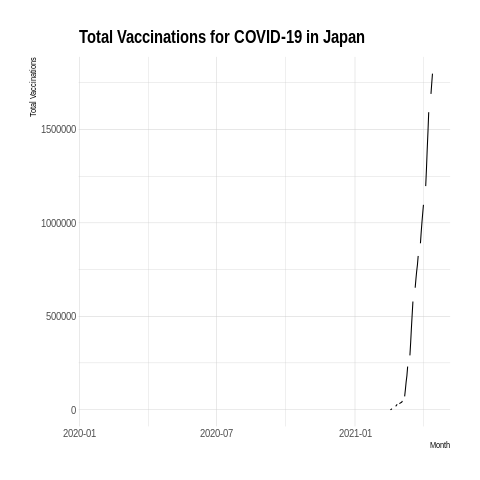 Total Vaccinations for COVID-19 in Japan
Total Vaccinations
1500000
1000000
500000
0
2020-01 2020-07 2021-01
Month